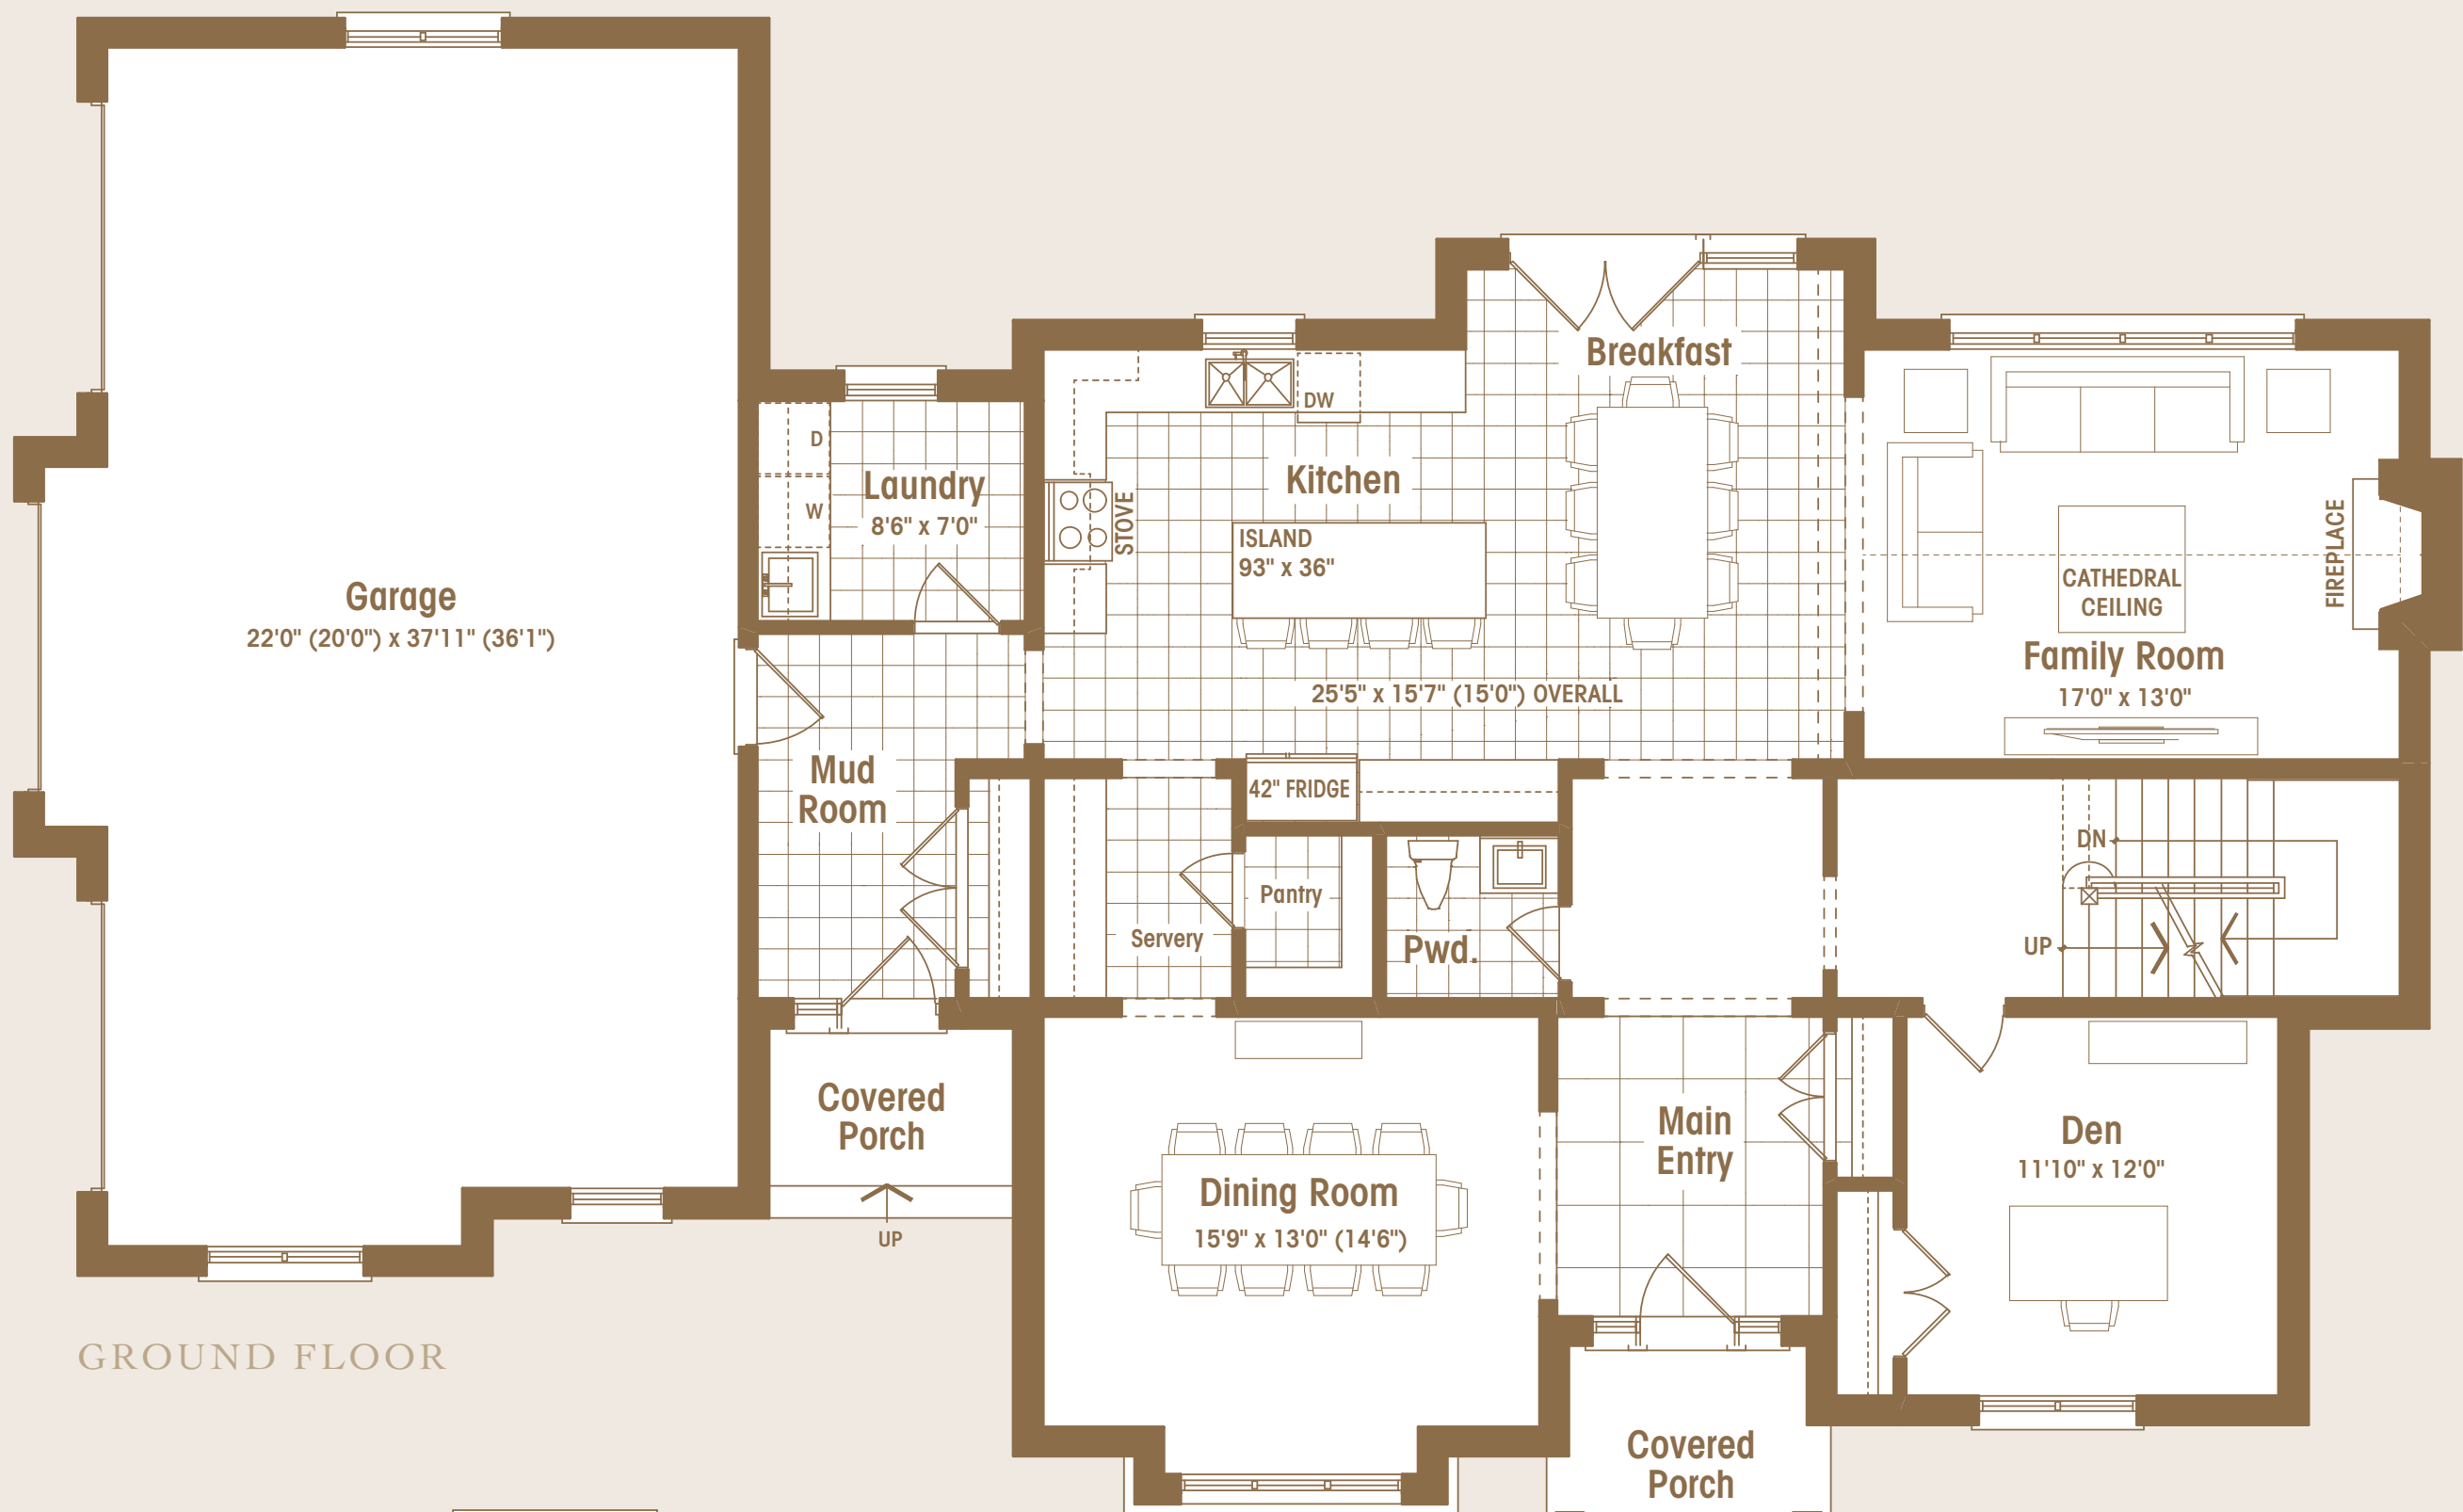 Garage
22'0" (20'0") x 37'11" (36'1")
D
W
Laundry
8'6" x 7'0"
Mud
Room
Covered
Porch
UP
STOVE
DW
Kitchen
ISLAND
93" x 36"
Breakfast
25'5" x 15'7" (15'0") OVERALL
42" FRIDGE
Servery
Pantry
Pwd.
CATHEDRAL
CEILING
Family Room
17'0" x 13'0"
FIREPLACE
DN
UP
Dining Room
15'9" x 13'0" (14'6")
Main
Entry
Den
11'10" x 12'0"
Covered
Porch
GROUND FLOOR